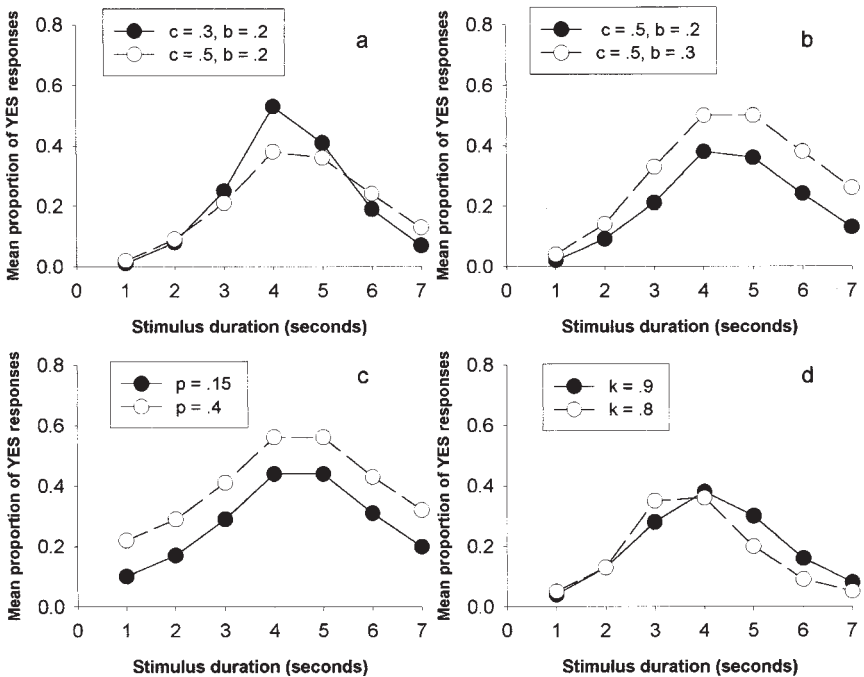 Mean proportion of YES responses
0.8
0.6
0.4
0.2
0.0
c = .3, b = .2
c = .5, b = .2
a
0 1 2 3 4 5 6 7
Stimulus duration (seconds)
Mean proportion of YES responses
0.8
0.6
0.4
0.2
0.0
c = .5, b = .2
c = .5, b = .3
b
0 1 2 3 4 5 6 7
Stimulus duration (seconds)
Mean proportion of YES responses
0.8
0.6
0.4
0.2
0.0
p = .15
p = .4
c
0 1 2 3 4 5 6 7
Stimulus duration (seconds)
Mean proportion of YES responses
0.8
0.6
0.4
0.2
0.0
k = .9
k = .8
d
0 1 2 3 4 5 6 7
Stimulus duration (seconds)